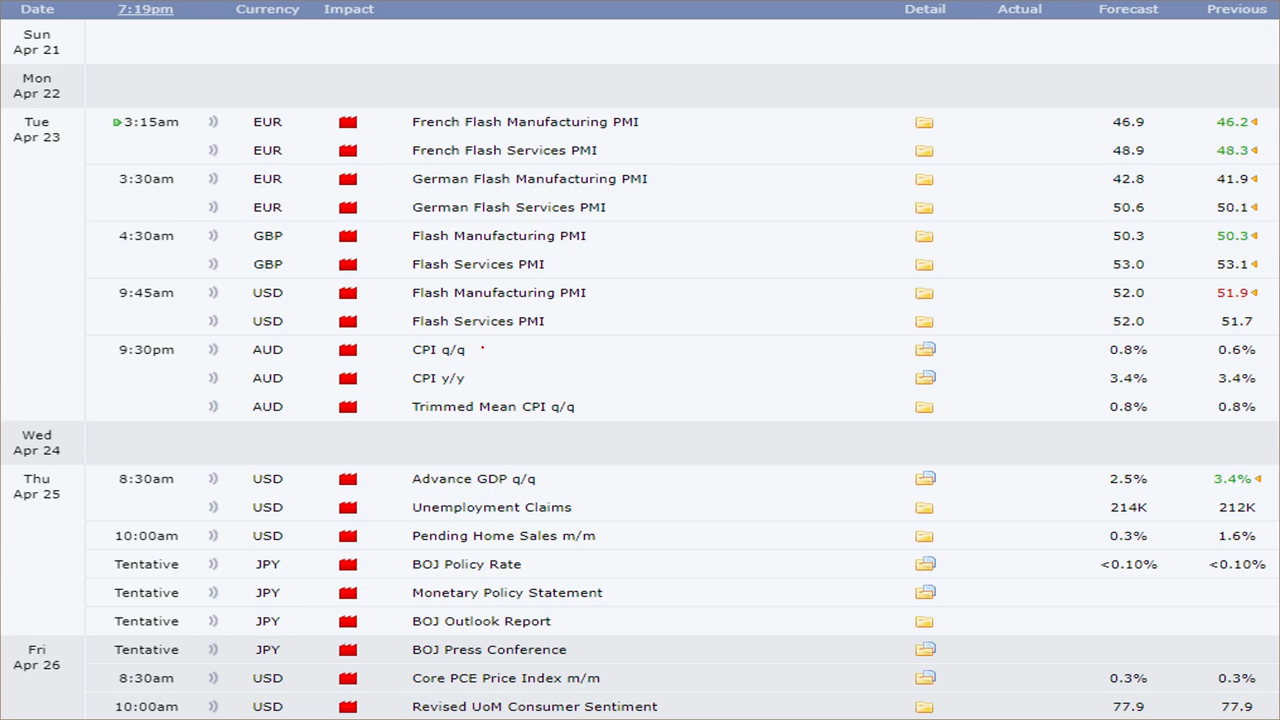 Date 7:19pm Currency Impact Detail Actual Forecast Previous
Sun
Apr 21
Mon
Apr 22
Tue
Apr 23
3:15am EUR French Flash Manufacturing PMI 46.9 46.2
EUR French Flash Services PMI 48.9 48.3
3:30am EUR German Flash Manufacturing PMI 42.8 41.9
EUR German Flash Services PMI 50.6 50.1
4:30am GBP Flash Manufacturing PMI 50.3 50.3
GBP Flash Services PMI 53.0 53.1
9:45am USD Flash Manufacturing PMI 52.0 51.9
USD Flash Services PMI 52.0 51.7
9:30pm AUD CPI q/q 0.8% 0.6%
AUD CPI y/y 3.4% 3.4%
AUD Trimmed Mean CPI q/q 0.8% 0.8%
Wed
Apr 24
Thu
Apr 25
8:30am USD Advance GDP q/q 2.5% 3.4%
USD Unemployment Claims 214K 212K
10:00am USD Pending Home Sales m/m 0.3% 1.6%
Tentative JPY BOJ Policy Rate <0.10% <0.10%
Tentative JPY Monetary Policy Statement
Tentative JPY BOJ Outlook Report
Fri
Apr 26
Tentative JPY BOJ Press Conference
8:30am USD Core PCE Price Index m/m 0.3% 0.3%
10:00am USD Revised UoM Consumer Sentiment 77.9 77.9